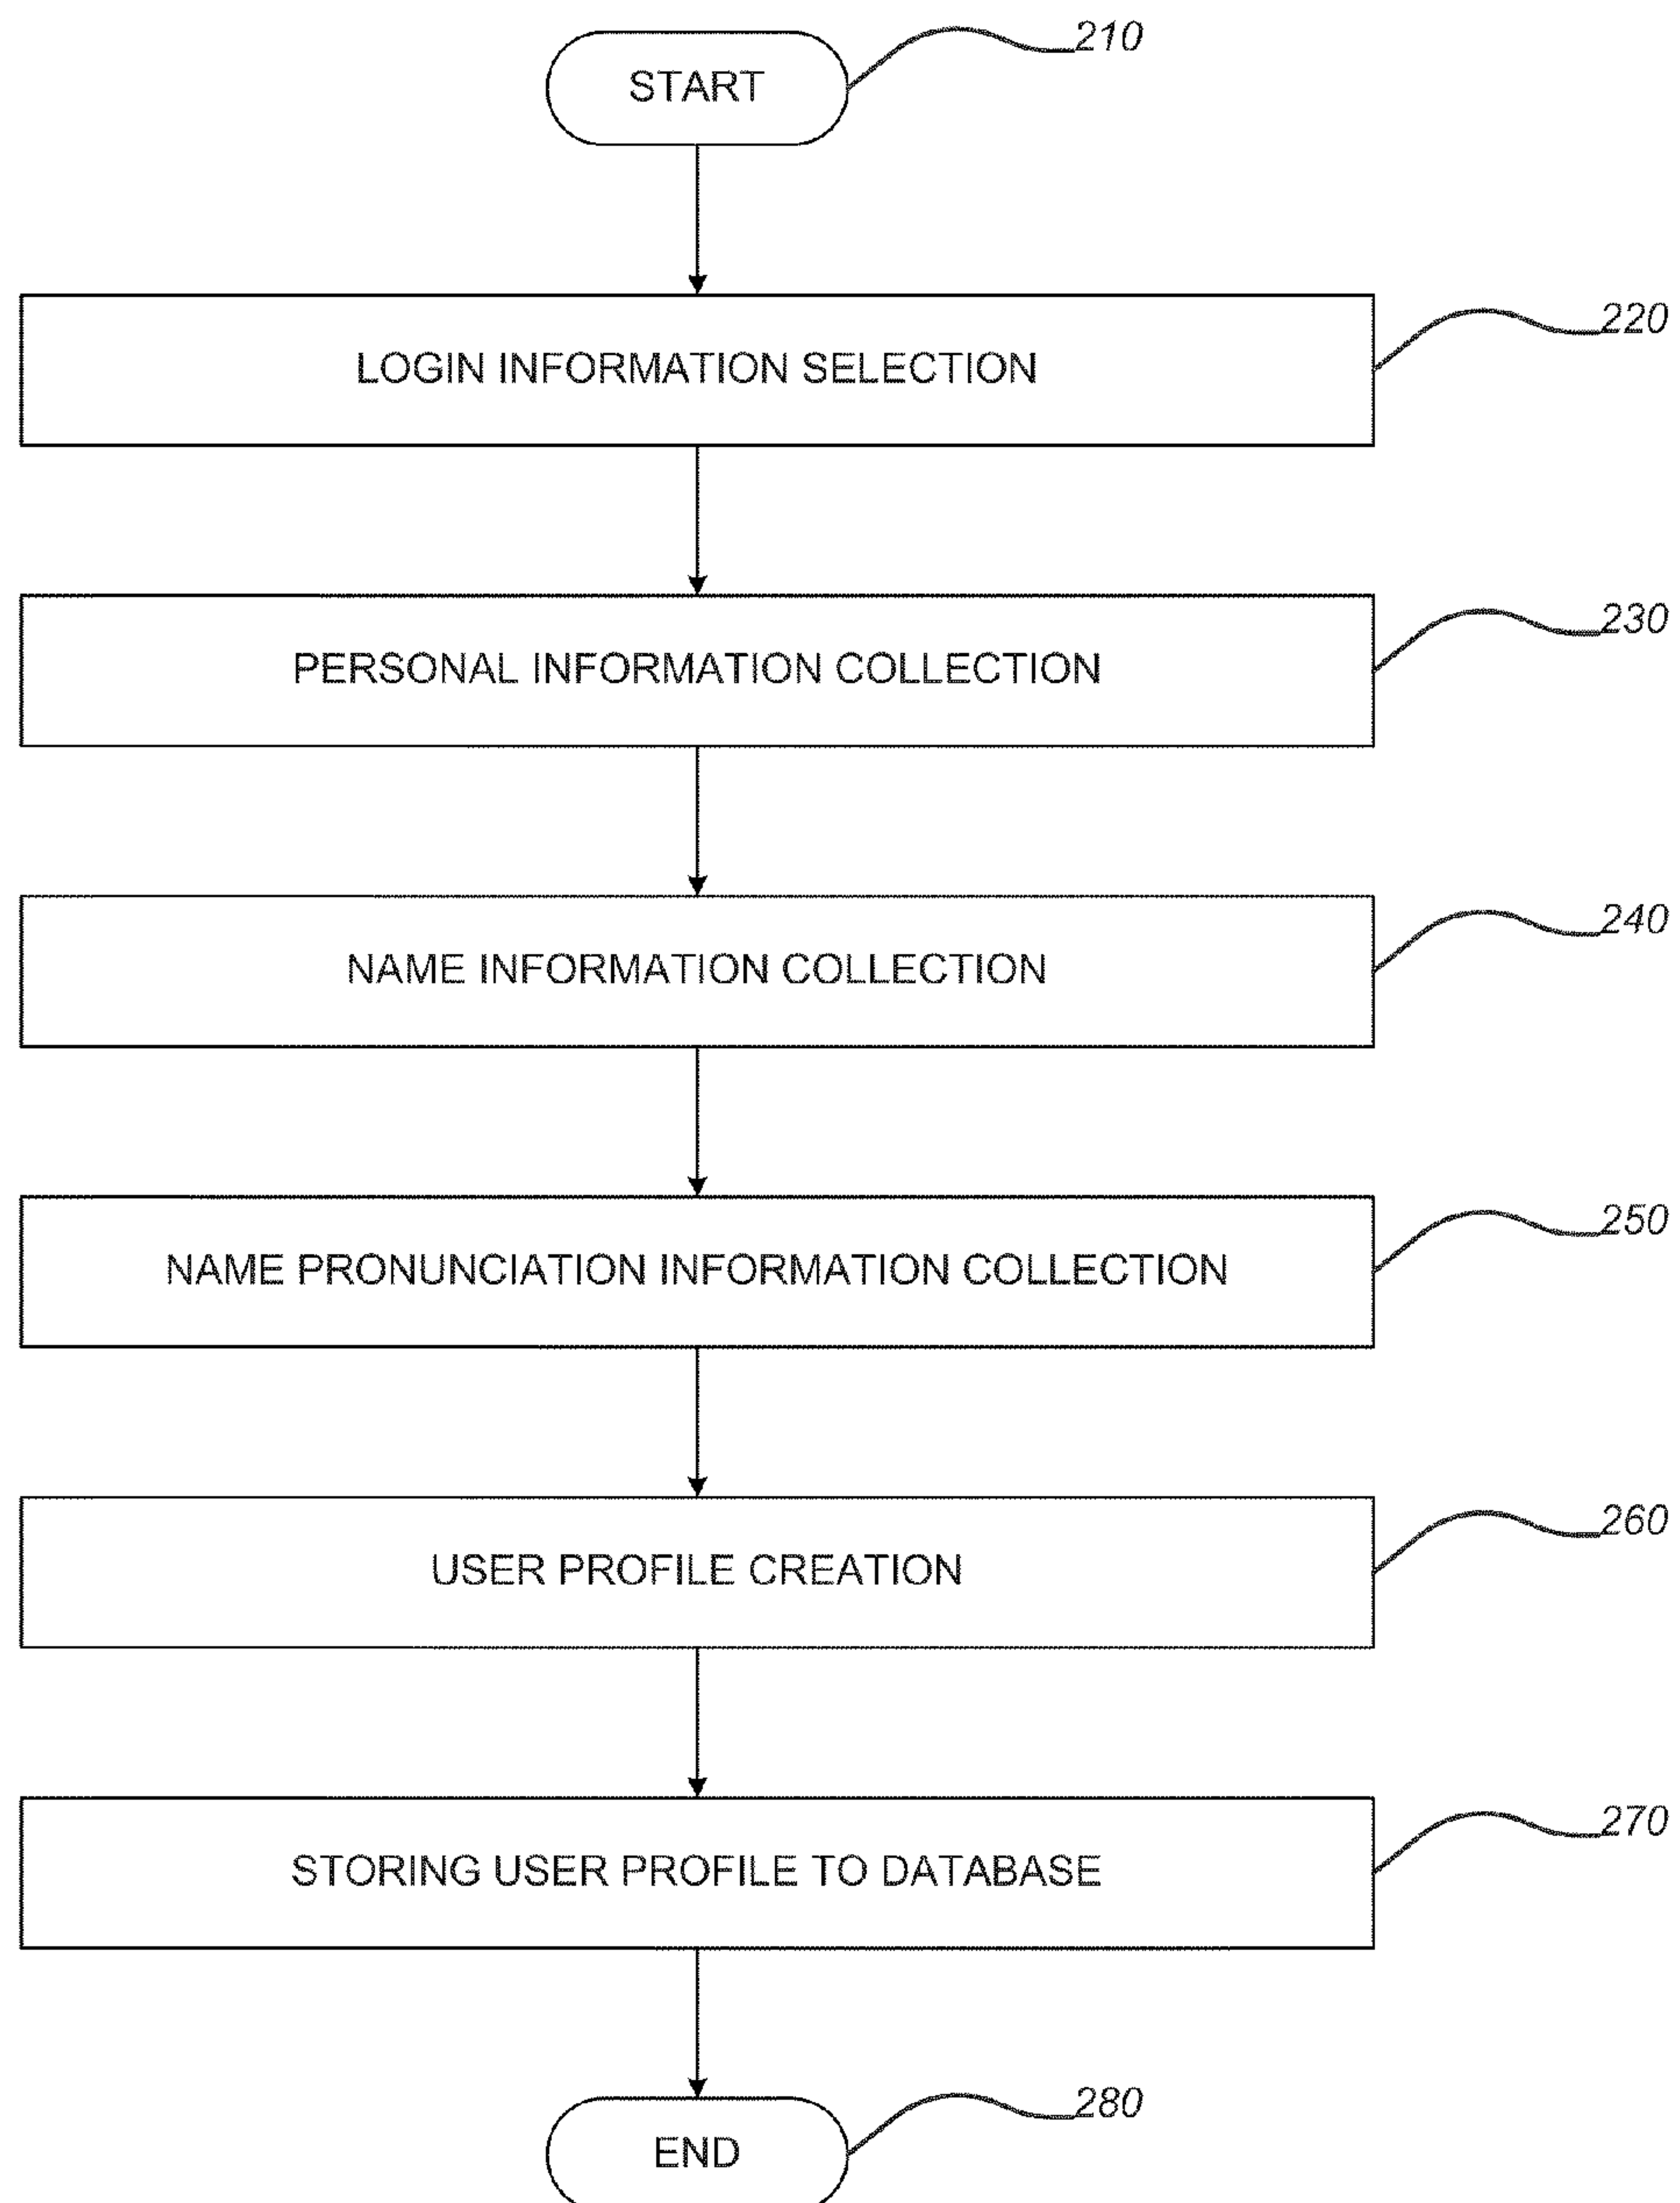 START
210
LOGIN INFORMATION SELECTION
220
PERSONAL INFORMATION COLLECTION
230
NAME INFORMATION COLLECTION
240
NAME PRONUNCIATION INFORMATION COLLECTION
250
USER PROFILE CREATION
260
STORING USER PROFILE TO DATABASE
270
END
280